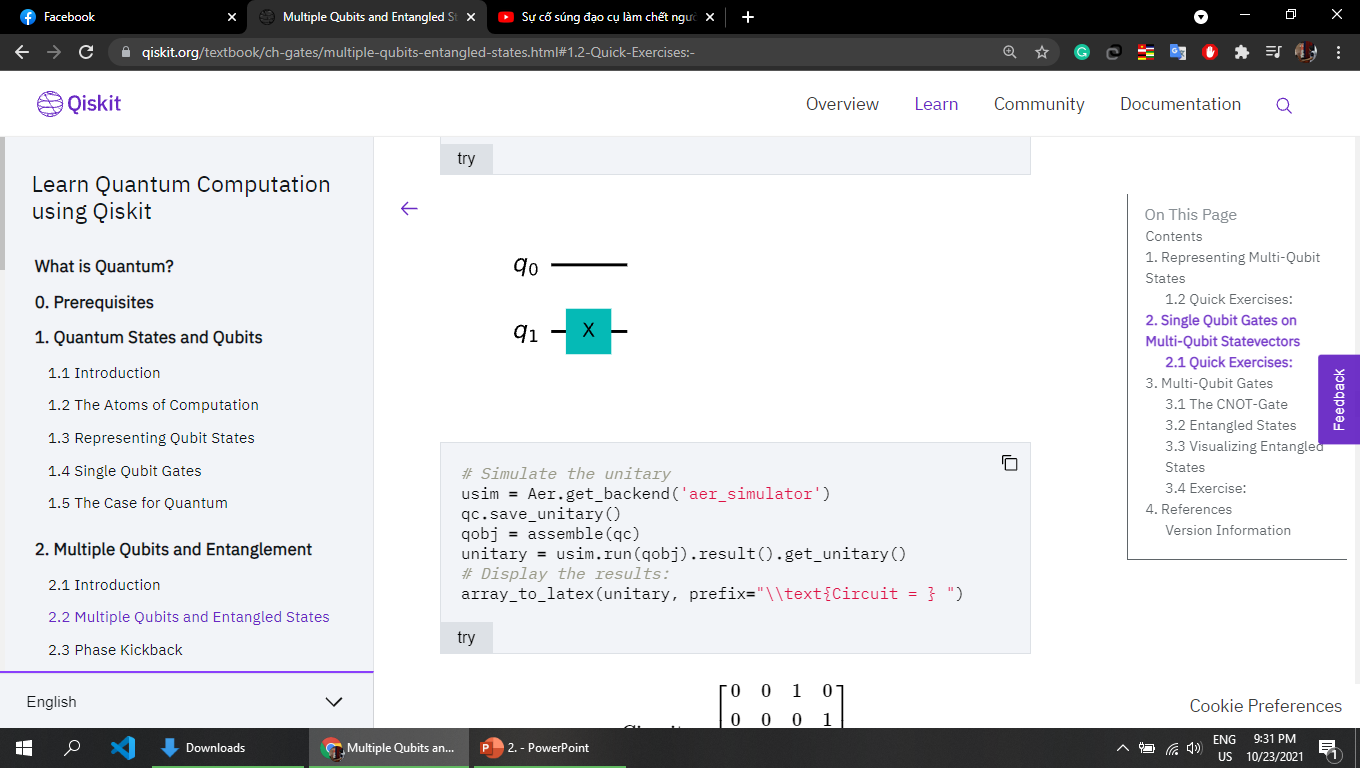 Facebook
Multiple Qubits and Entangled St
Sự cố súng đạo cụ làm chết ngườ
qiskit.org/textbook/ch-gates/multiple-qubits-entangled-states.html#1.2-Quick-Exercises:-
Qiskit
Overview
Learn
Community
Documentation
Learn Quantum Computation
using Qiskit
What is Quantum?
0. Prerequisites
1. Quantum States and Qubits
1.1 Introduction
1.2 The Atoms of Computation
1.3 Representing Qubit States
1.4 Single Qubit Gates
1.5 The Case for Quantum
2. Multiple Qubits and Entanglement
2.1 Introduction
2.2 Multiple Qubits and Entangled States
2.3 Phase Kickback
English
try
q0
q1 X
# Simulate the unitary
usim = Aer.get_backend('aer_simulator')
qc.save_unitary()
qobj = assemble(qc)
unitary = usim.run(qobj).result().get_unitary()
# Display the results:
array_to_latex(unitary, prefix="\\text{Circuit = } ")
try
0 0 1 0
0 0 0 1
On This Page
Contents
1. Representing Multi-Qubit
States
1.2 Quick Exercises:
2. Single Qubit Gates on
Multi-Qubit Statevectors
2.1 Quick Exercises:
3. Multi-Qubit Gates
3.1 The CNOT-Gate
3.2 Entangled States
3.3 Visualizing Entangled
States
3.4 Exercise:
4. References
Version Information
Feedback
Cookie Preferences
Downloads
Multiple Qubits an...
2. - PowerPoint
ENG
US
9:31 PM
10/23/2021
1